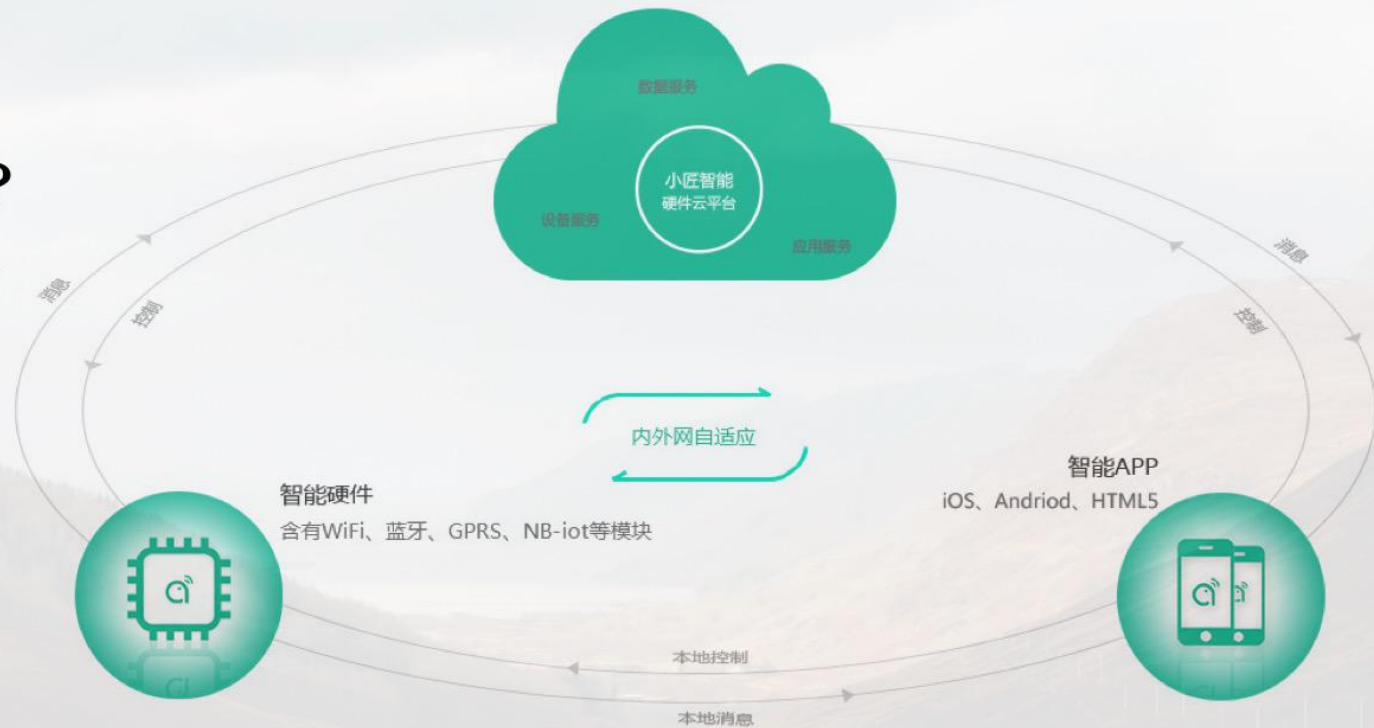 数据服务
小匠智能
硬件云平台
设备服务
应用服务
消息
控制
消息
控制
内外网自适应
智能硬件
含有WiFi、蓝牙、GPRS、NB-iot等模块
智能APP
iOS、Andriod、HTML5
本地控制
本地消息